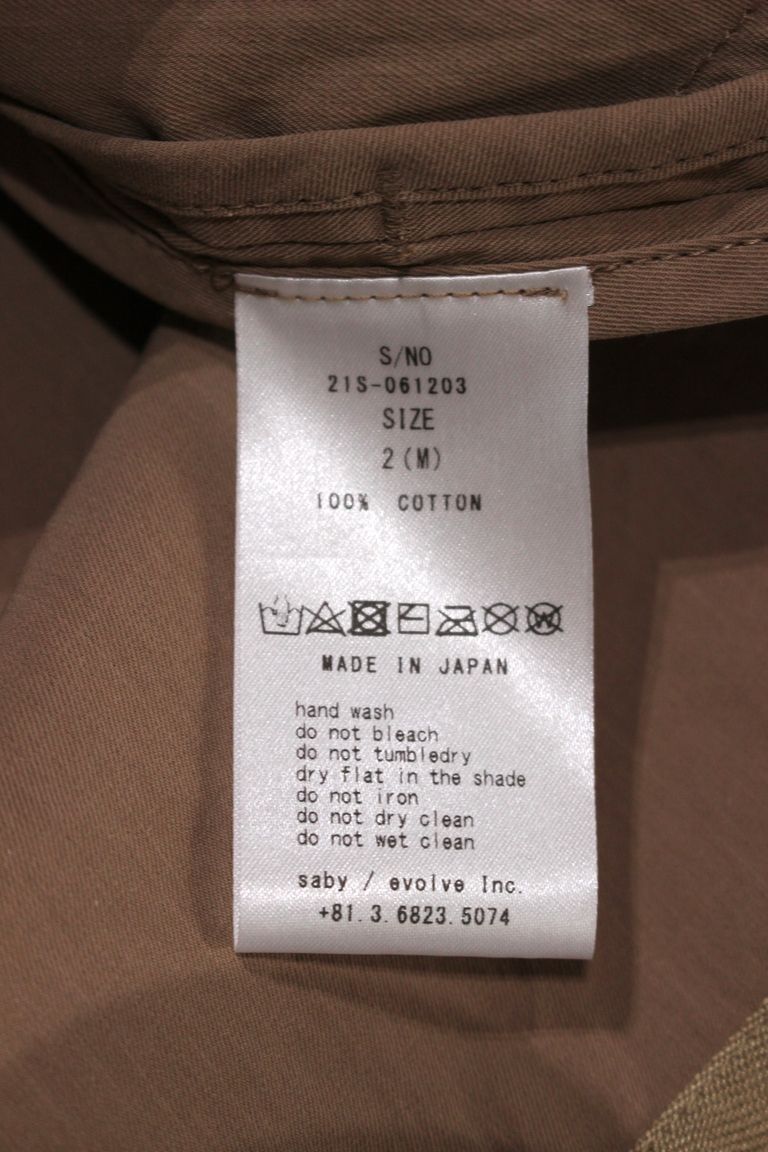 S/NO
21S-061203
SIZE
2(M)
100% COTTON
MADE IN JAPAN
hand wash
do not bleach
do not tumbledry
dry flat in the shade
do not iron
do not dry clean
do not wet clean
saby / evolve Inc.
+81.3.6823.5074